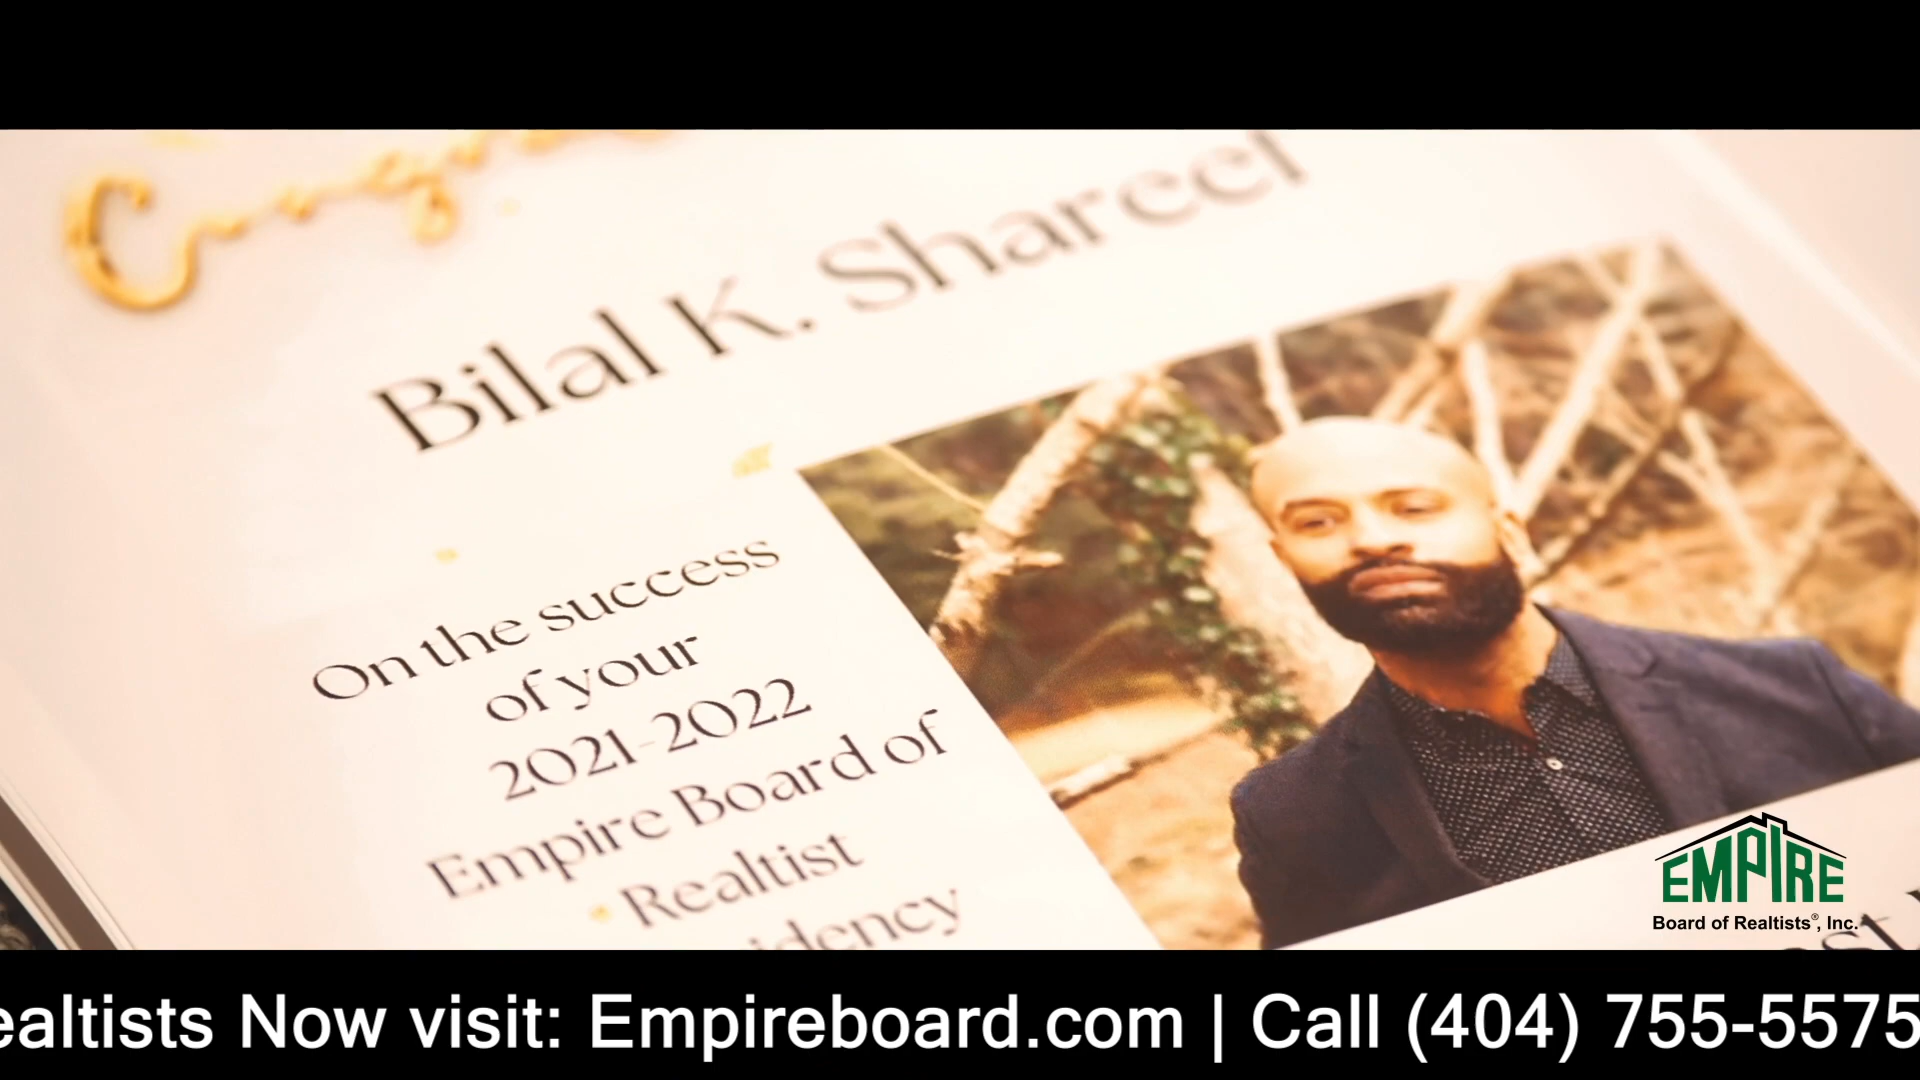 Bilal K. Shareef
On the success
of your
2021-2022
Empire Board of
Realtist
EMPIRE
Board of Realtists®, Inc.
ealtists Now visit: Empireboard.com | Call (404) 755-5575